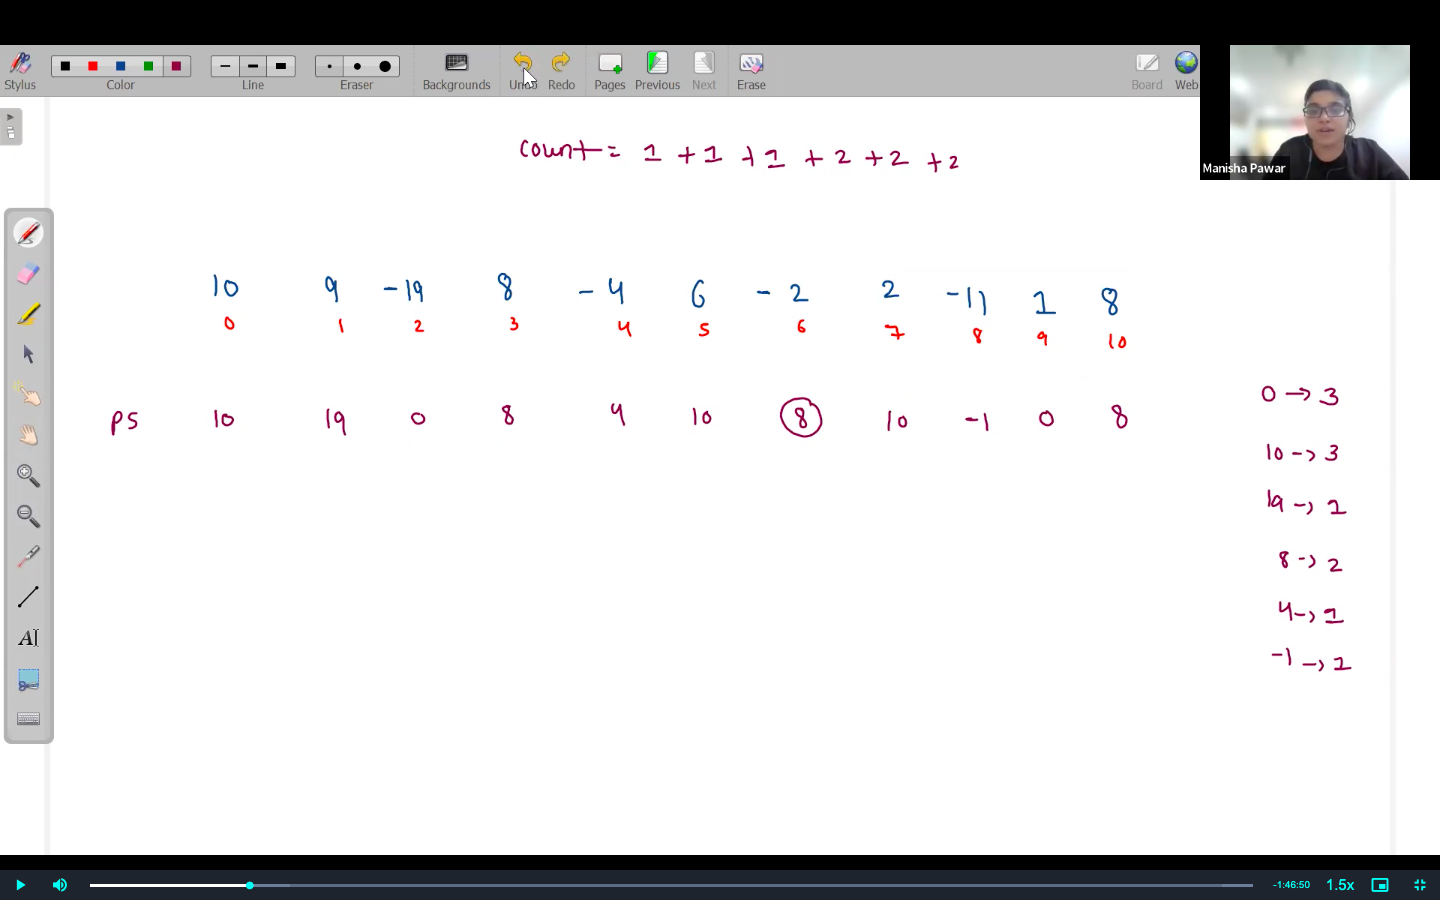 Stylus Color Line Eraser Backgrounds Undo Redo Pages Previous Next Erase Board Web
Manisha Pawar
count = 1 + 1 + 1 + 2 + 2 + 2
10 9 -19 8 -4 6 -2 2 -11 1 8
0 1 2 3 4 5 6 7 8 9 10
PS 10 19 0 8 4 10 8 10 -1 0 8
0 → 3
10 → 3
19 → 1
8 → 2
4 → 1
-1 → 1
AI
-1:46:50 1.5x